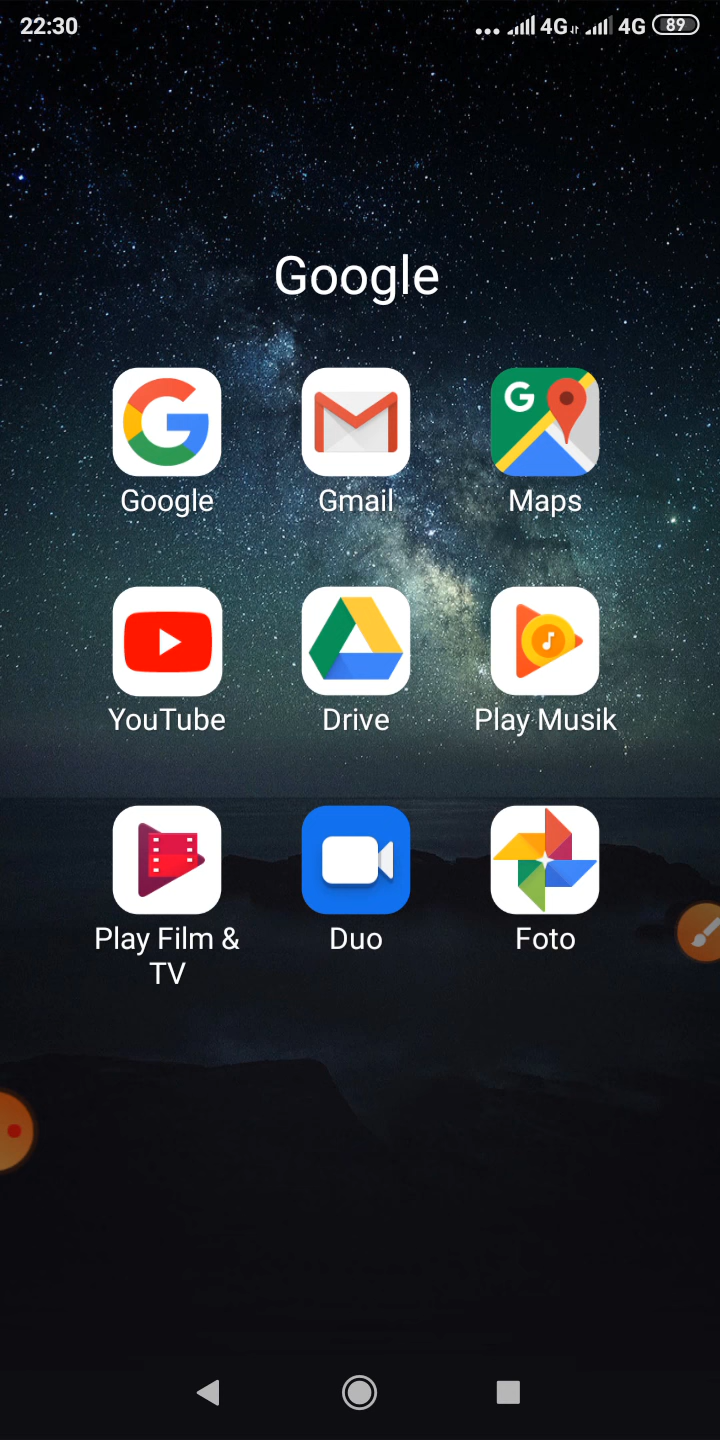 22:30 4G 4G 89
Google
Google Gmail Maps
YouTube Drive Play Musik
Play Film & Duo Foto
TV